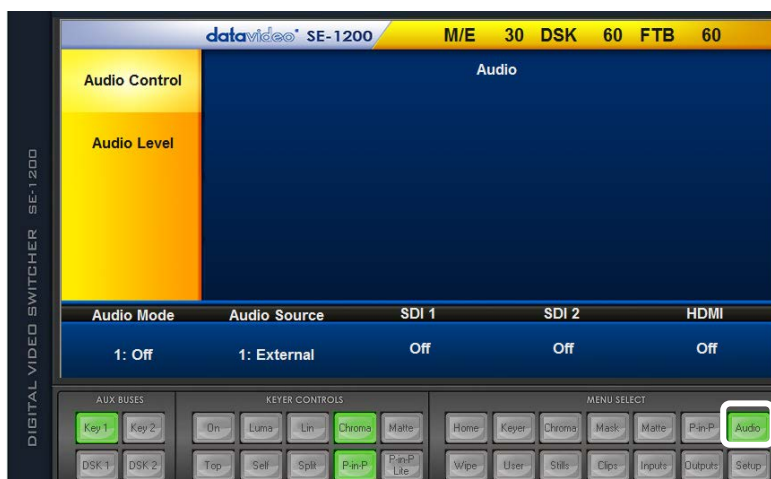 datavideo® SE-1200 M/E 30 DSK 60 FTB 60
Audio Control
Audio
Audio Level
Audio Mode Audio Source SDI 1 SDI 2 HDMI
1: Off 1: External Off Off Off
DIGITAL VIDEO SWITCHER SE-1200
AUX BUSES KEYER CONTROLS MENU SELECT
Key 1 Key 2 On Luma Lin Chroma Matte Home Keyer Chroma Mask Matte P-in-P Audio
DSK 1 DSK 2 Top Self Split P-in-P P-in-P Lite Wipe User Stills Clips Inputs Outputs Setup